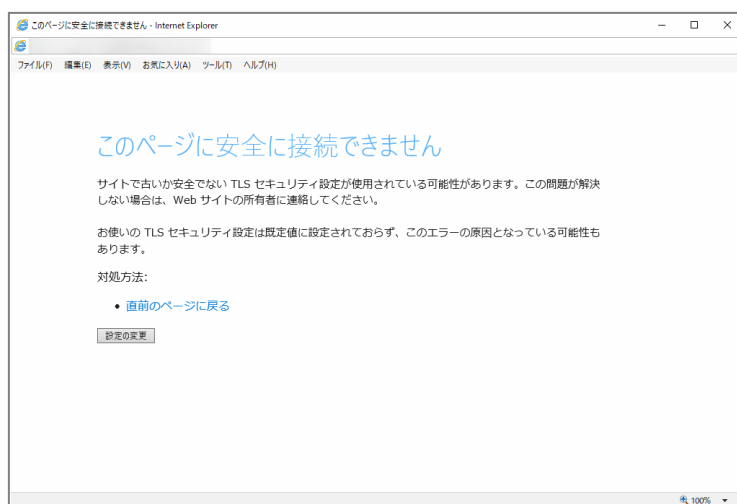 このページに安全に接続できません - Internet Explorer
ファイル(F) 編集(E) 表示(V) お気に入り(A) ツール(T) ヘルプ(H)
このページに安全に接続できません
サイトで古いか安全でない TLS セキュリティ設定が使用されている可能性があります。この問題が解決
しない場合は、Web サイトの所有者に連絡してください。
お使いの TLS セキュリティ設定は既定値に設定されておらず、このエラーの原因となっている可能性も
あります。
対処方法:
• 直前のページに戻る
設定の変更
100%